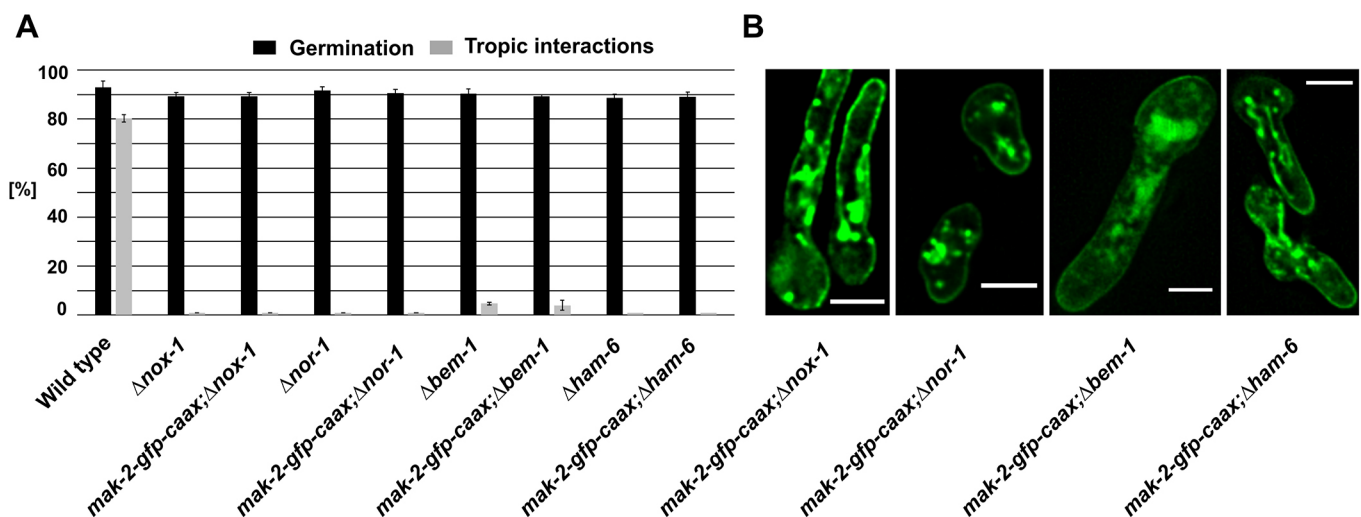 A
B
Germination
Tropic interactions
100
80
60
[%]
40
20
0
Wild type
Δnox-1
mak-2-gfp-caax;Δnox-1
Δnor-1
mak-2-gfp-caax;Δnor-1
Δbem-1
mak-2-gfp-caax;Δbem-1
Δham-6
mak-2-gfp-caax;Δham-6
mak-2-gfp-caax;Δnox-1
mak-2-gfp-caax;Δnor-1
mak-2-gfp-caax;Δbem-1
mak-2-gfp-caax;Δham-6